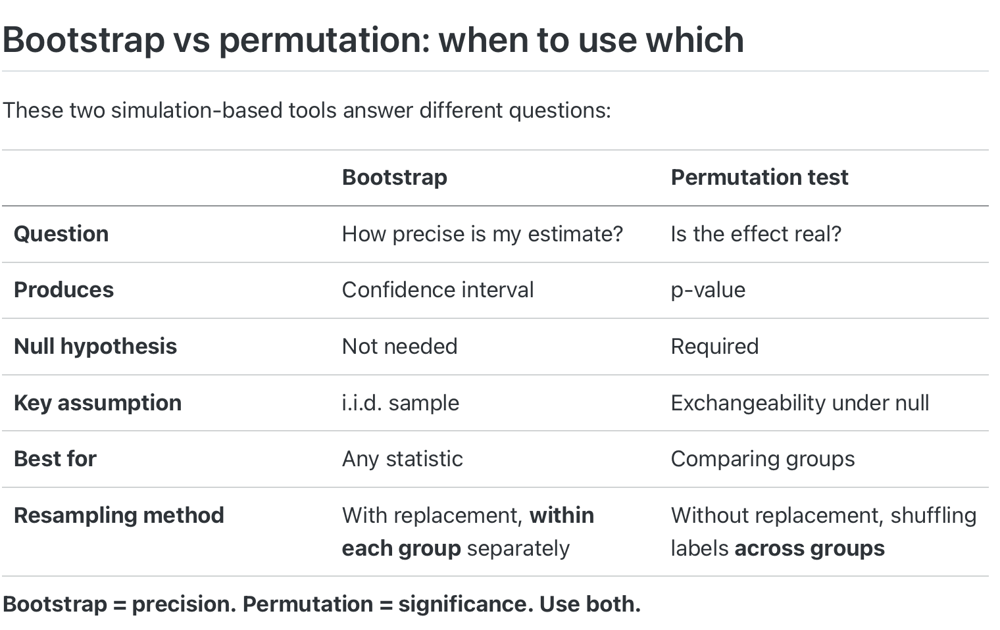 Bootstrap vs permutation: when to use which
These two simulation-based tools answer different questions:
Bootstrap Permutation test
Question How precise is my estimate? Is the effect real?
Produces Confidence interval p-value
Null hypothesis Not needed Required
Key assumption i.i.d. sample Exchangeability under null
Best for Any statistic Comparing groups
Resampling method With replacement, within Without replacement, shuffling
each group separately labels across groups
Bootstrap = precision. Permutation = significance. Use both.